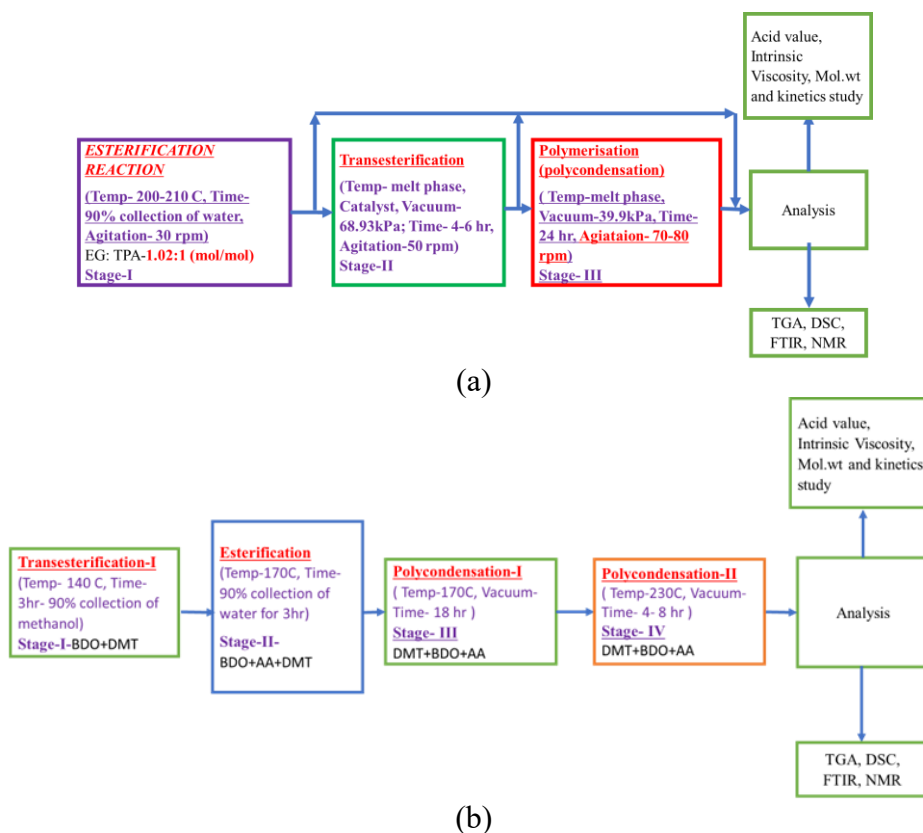 Acid value,
Intrinsic
Viscosity, Mol.wt
and kinetics study
ESTERIFICATION
REACTION
(Temp- 200-210 C, Time-
90% collection of water,
Agitation- 30 rpm)
EG: TPA-1.02:1 (mol/mol)
Stage-I
Transesterification
(Temp- melt phase,
Catalyst, Vacuum-
68.93kPa; Time- 4-6 hr,
Agitation-50 rpm)
Stage-II
Polymerisation
(polycondensation)
( Temp-melt phase,
Vacuum-39.9kPa, Time-
24 hr, Agiataion- 70-80
rpm)
Stage- III
Analysis
TGA, DSC,
FTIR, NMR
(a)
Acid value,
Intrinsic Viscosity,
Mol.wt and kinetics
study
Transesterification-I
(Temp- 140 C, Time-
3hr- 90% collection of
methanol)
Stage-I-BDO+DMT
Esterification
(Temp-170C, Time-
90% collection of
water for 3hr)
Stage-II-
BDO+AA+DMT
Polycondensation-I
( Temp-170C, Vacuum-
Time- 18 hr )
Stage- III
DMT+BDO+AA
Polycondensation-II
( Temp-230C, Vacuum-
Time- 4- 8 hr )
Stage- IV
DMT+BDO+AA
Analysis
TGA, DSC,
FTIR, NMR
(b)